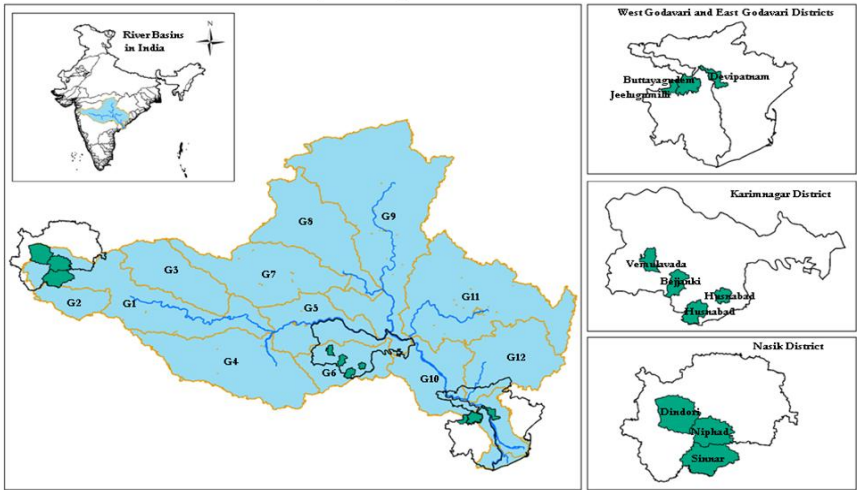 River Basins
in India
G8
G9
G3
G7
G2
G1
G5
G11
G4
G6
G10
G12
West Godavari and East Godavari Districts
Buttayagudem
Devipatnam
Jeelugumilli
Karimnagar District
Vemulavada
Bejjanki
Husnabad
Husnabad
Nasik District
Dindori
Niphad
Sinnar